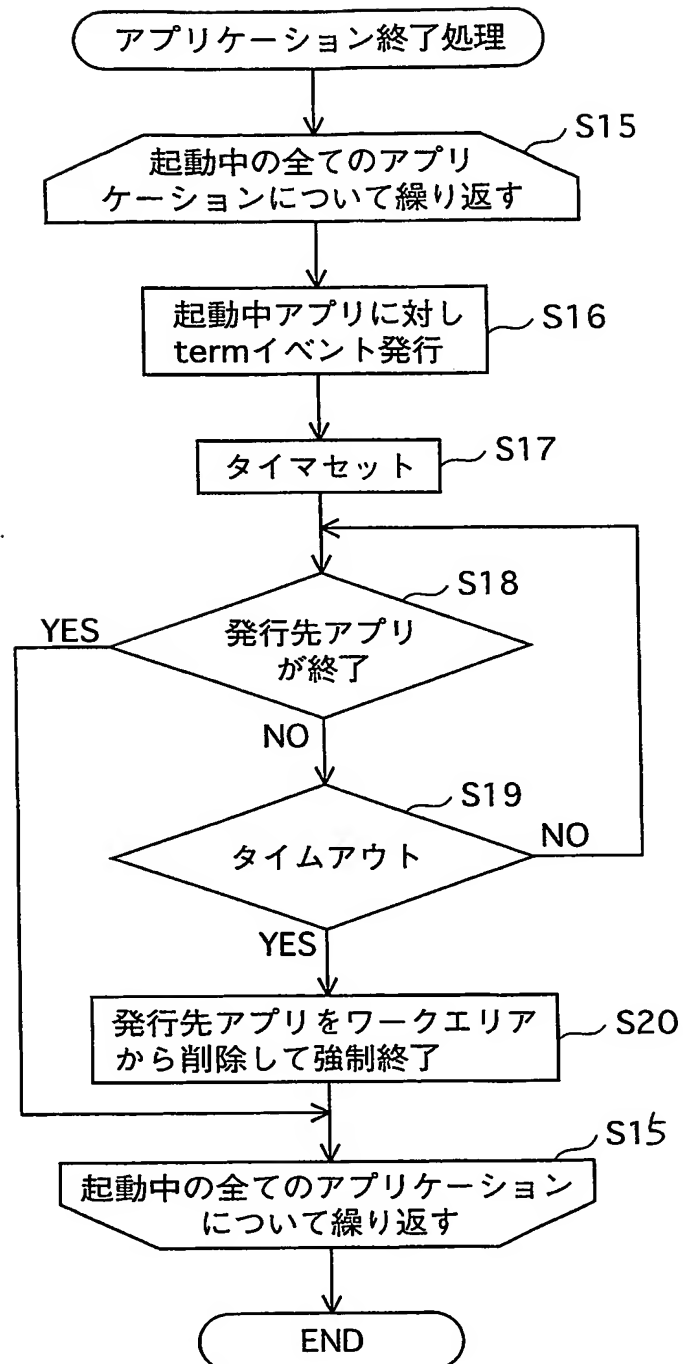 アプリケーション終了処理
S15
起動中の全てのアプリ
ケーションについて繰り返す
起動中アプリに対し
termイベント発行
S16
タイマセット
S17
S18
YES
発行先アプリ
が終了
NO
S19
タイムアウト
NO
YES
発行先アプリをワークエリア
から削除して強制終了
S20
S15
起動中の全てのアプリケーション
について繰り返す
END